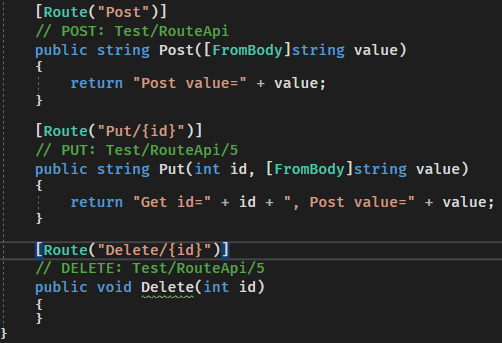 [Route("Post")]
// POST: Test/RouteApi
public string Post([FromBody]string value)
{
return "Post value=" + value;
}
[Route("Put/{id}")]
// PUT: Test/RouteApi/5
public string Put(int id, [FromBody]string value)
{
return "Get id=" + id + ", Post value=" + value;
}
[Route("Delete/{id}")]
// DELETE: Test/RouteApi/5
public void Delete(int id)
{
}
}